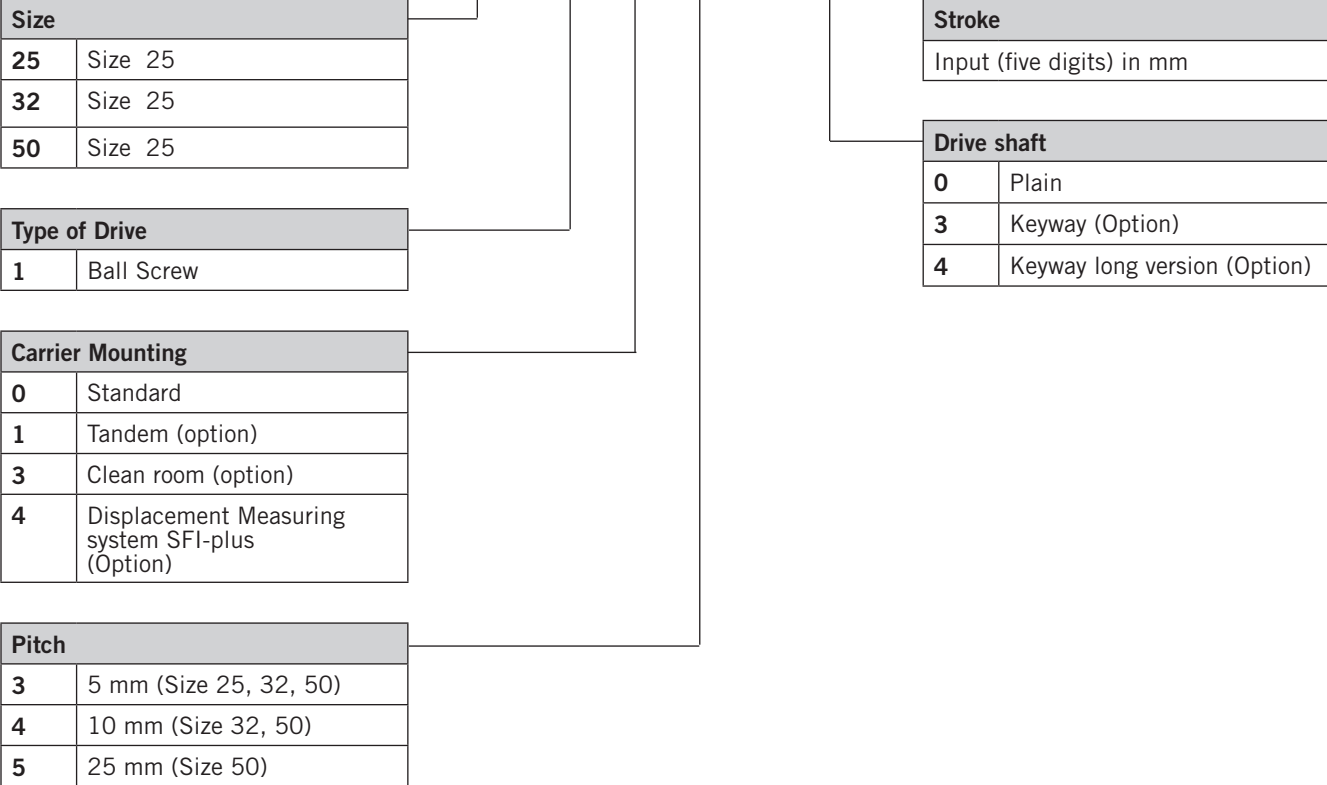 Size
25 Size 25
32 Size 25
50 Size 25
Type of Drive
1 Ball Screw
Carrier Mounting
0 Standard
1 Tandem (option)
3 Clean room (option)
4 Displacement Measuring
system SFI-plus
(Option)
Pitch
3 5 mm (Size 25, 32, 50)
4 10 mm (Size 32, 50)
5 25 mm (Size 50)
Stroke
Input (five digits) in mm
Drive shaft
0 Plain
3 Keyway (Option)
4 Keyway long version (Option)